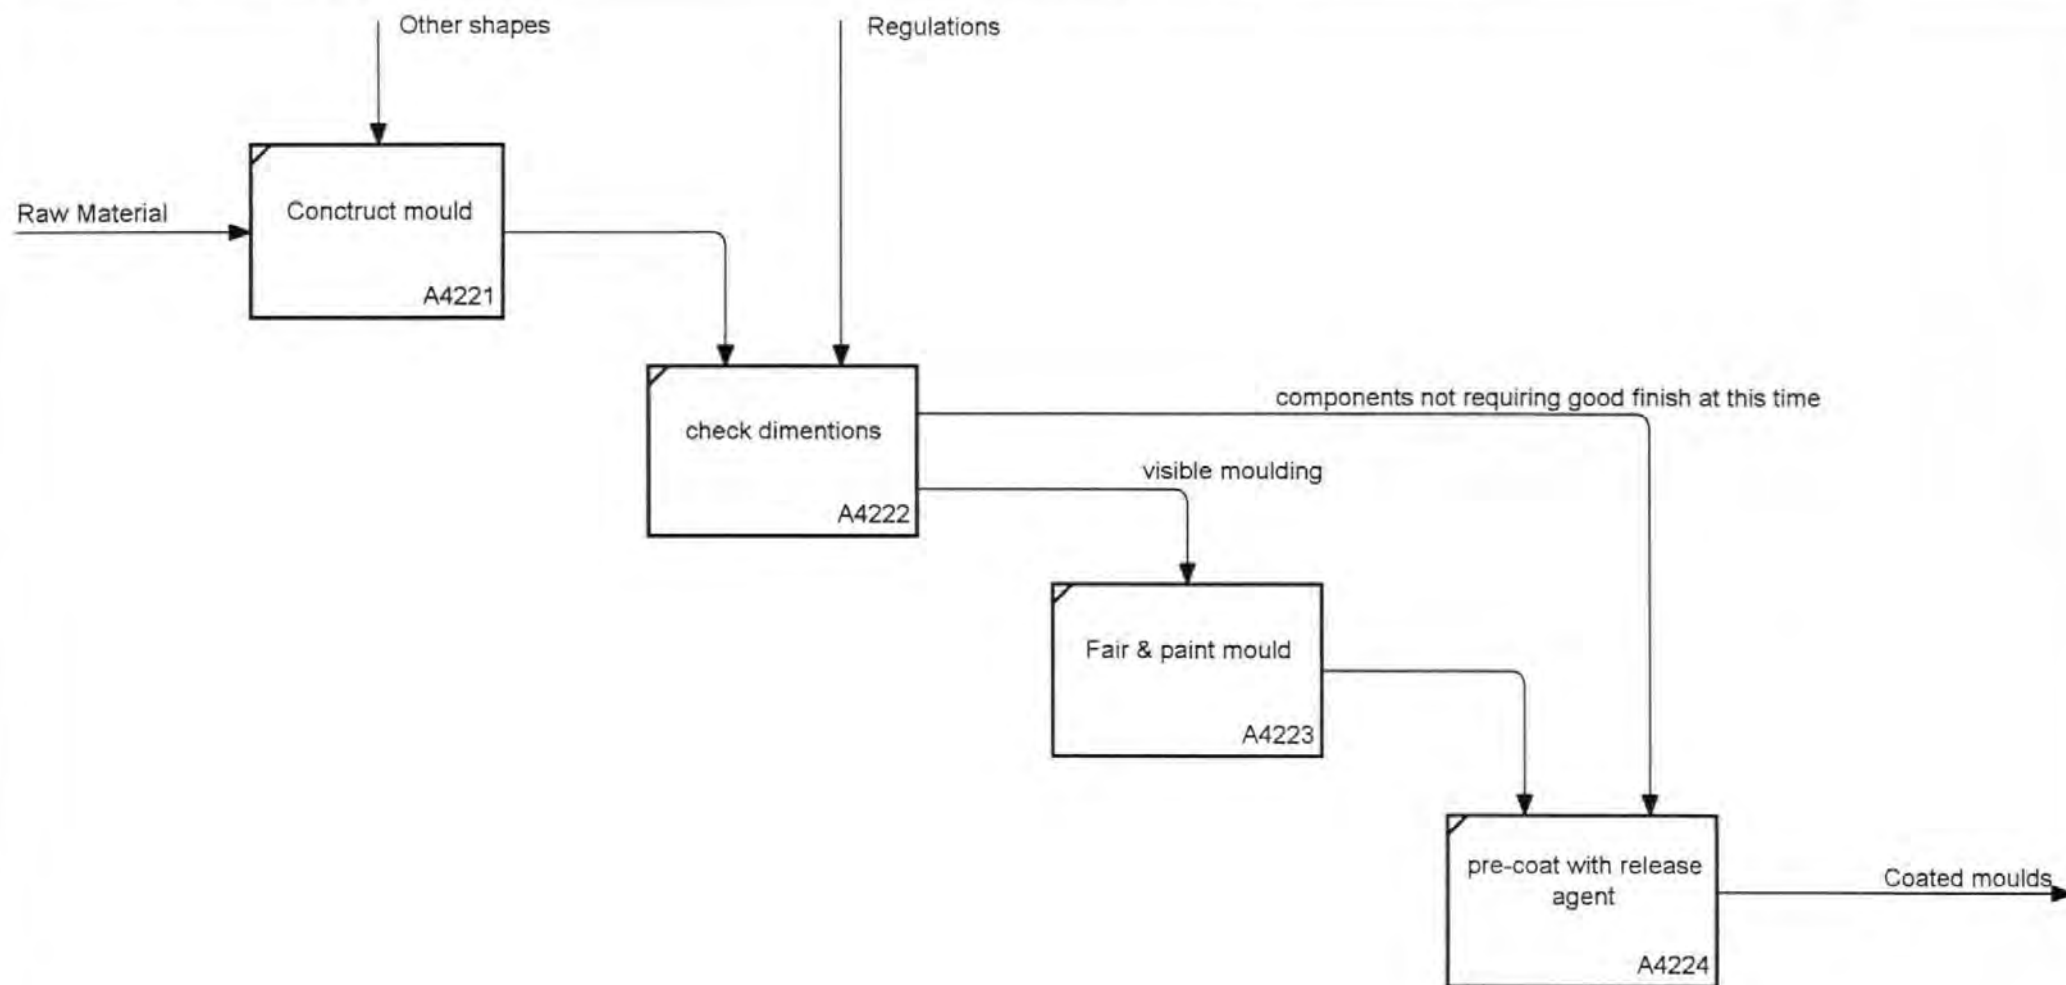 Other shapes
Regulations
Raw Material
Conctruct mould
A4221
check dimentions
A4222
components not requiring good finish at this time
visible moulding
Fair & paint mould
A4223
pre-coat with release
agent
A4224
Coated moulds